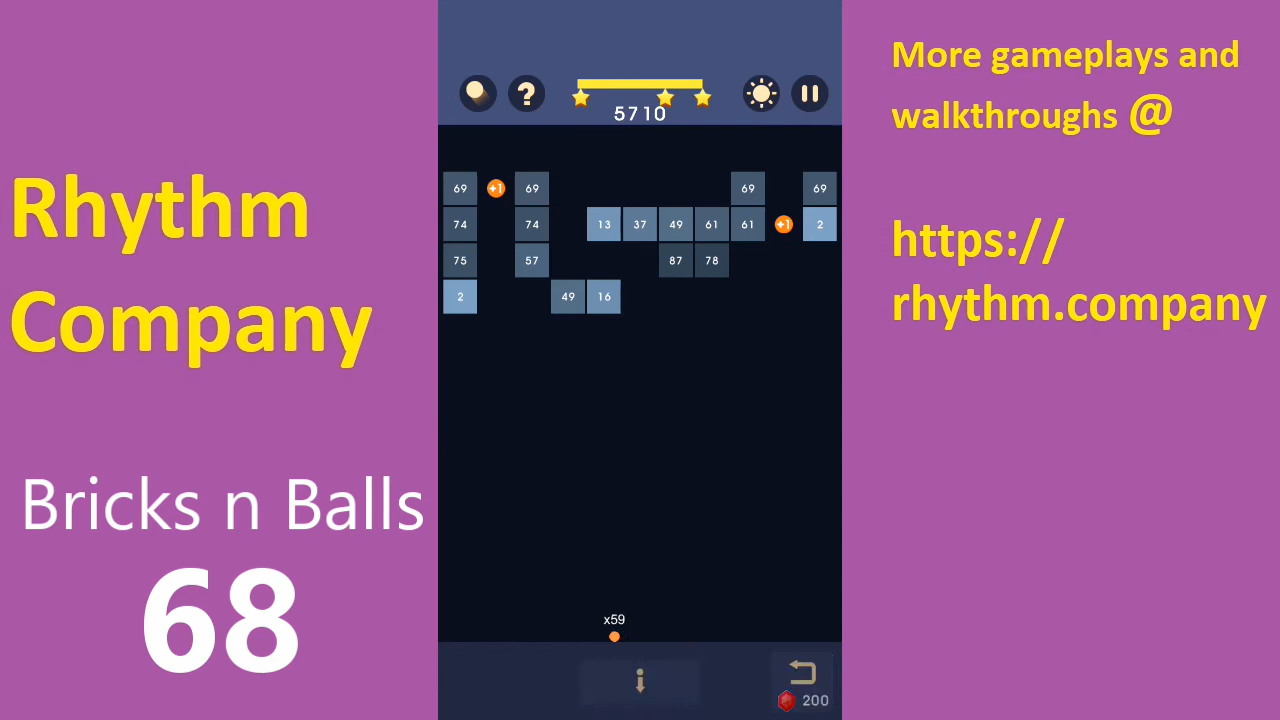 Rhythm
Company
Bricks n Balls
68
?
5710
69 +1 69 69 69
74 74 13 37 49 61 61 +1 2
75 57 87 78
2 49 16
x59
200
More gameplays and
walkthroughs @
https://
rhythm.company